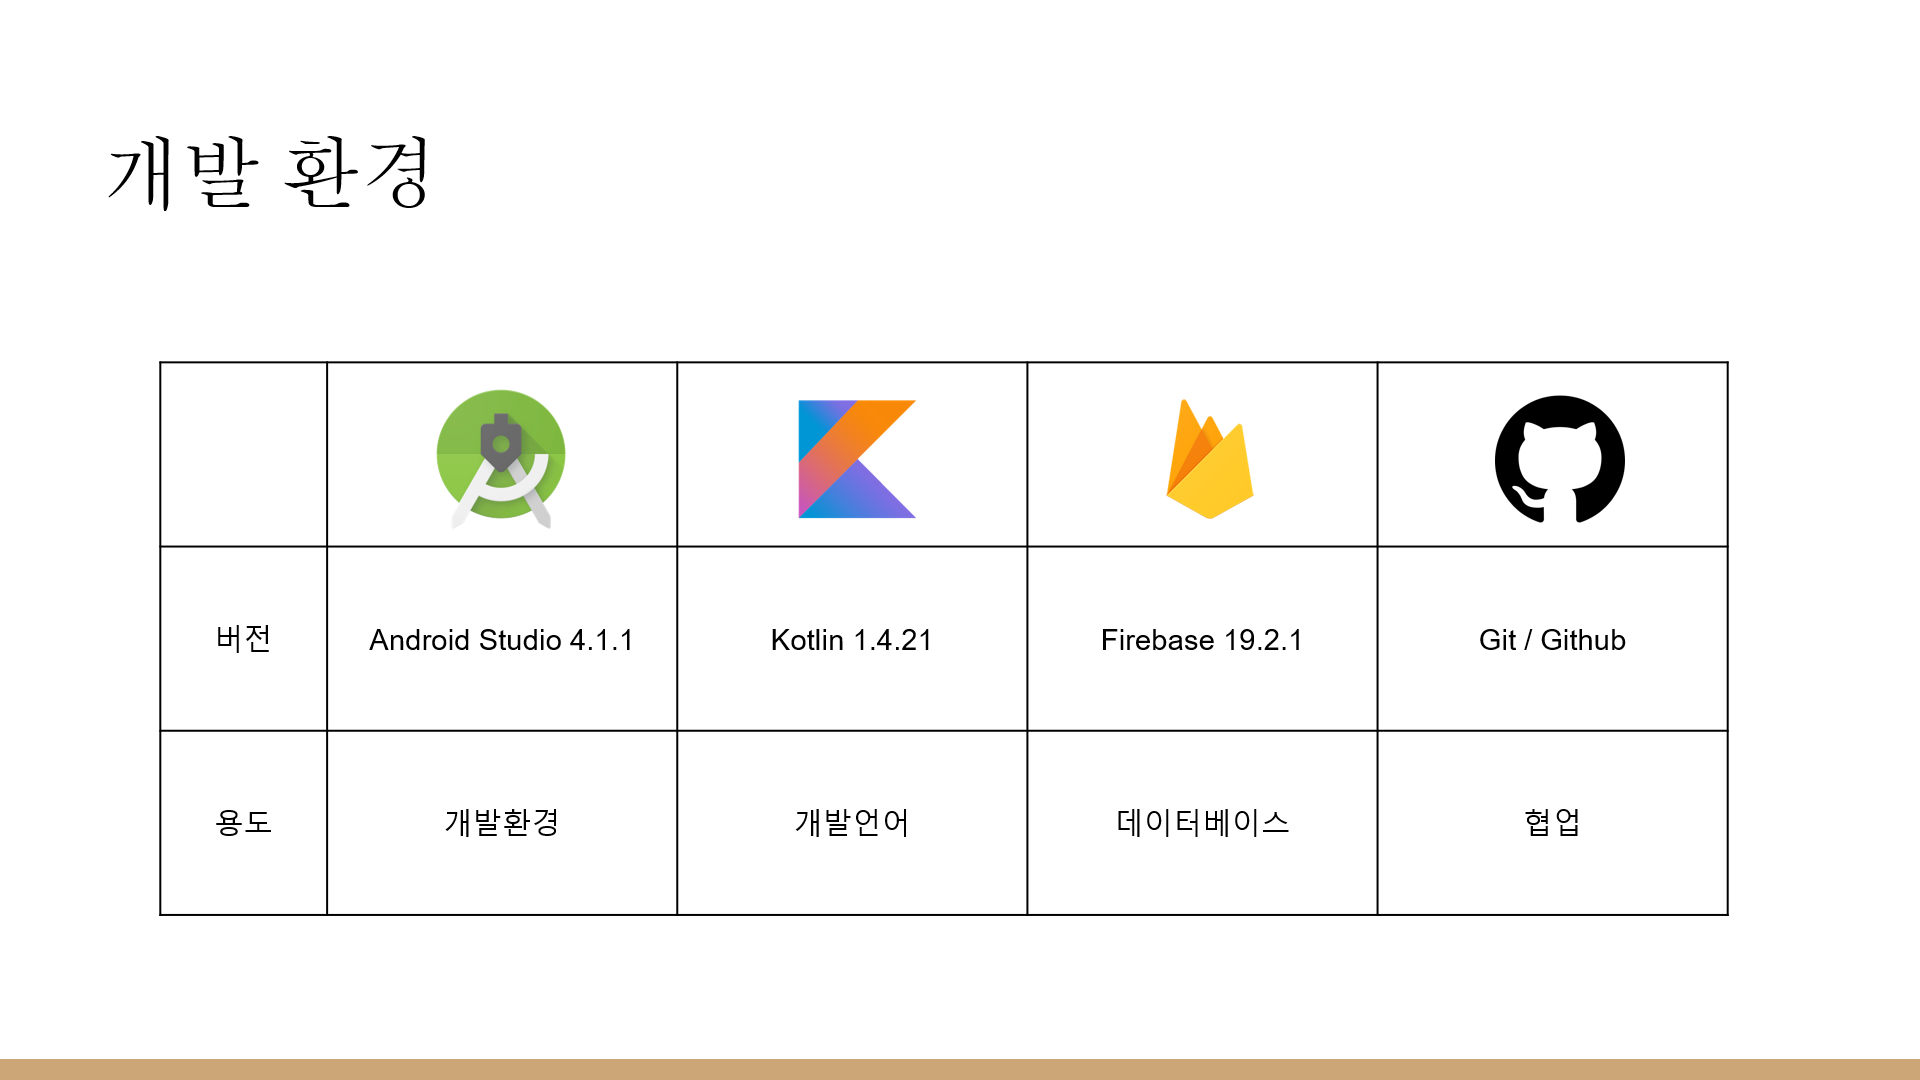 개발 환경
버전 Android Studio 4.1.1 Kotlin 1.4.21 Firebase 19.2.1 Git / Github
용도 개발환경 개발언어 데이터베이스 협업